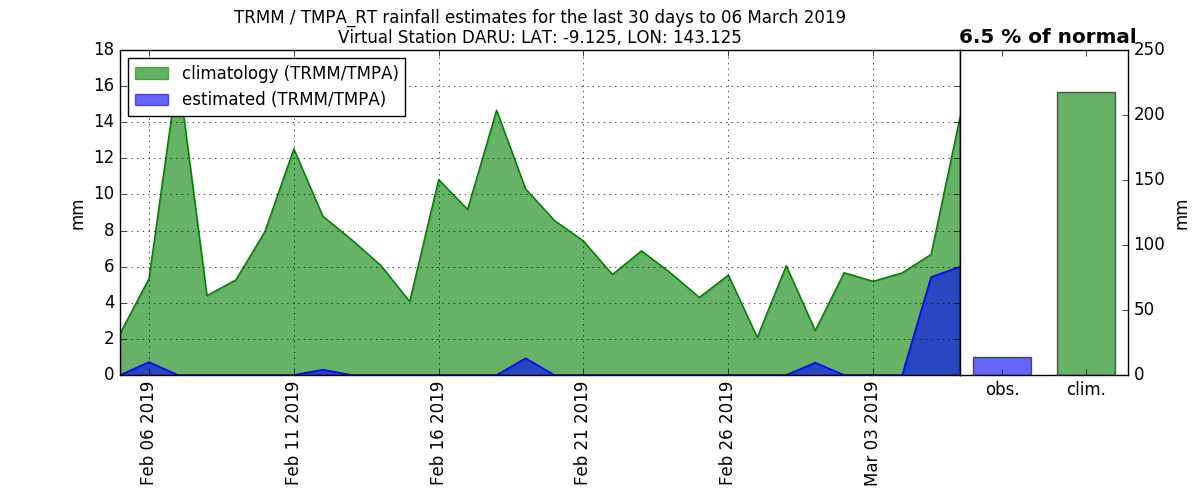 TRMM / TMPA_RT rainfall estimates for the last 30 days to 06 March 2019
Virtual Station DARU: LAT: -9.125, LON: 143.125
6.5 % of normal
climatology (TRMM/TMPA)
estimated (TRMM/TMPA)
18
16
14
12
10
8
6
4
2
0
mm
Feb 06 2019
Feb 11 2019
Feb 16 2019
Feb 21 2019
Feb 26 2019
Mar 03 2019
250
200
150
100
50
0
mm
obs.
clim.